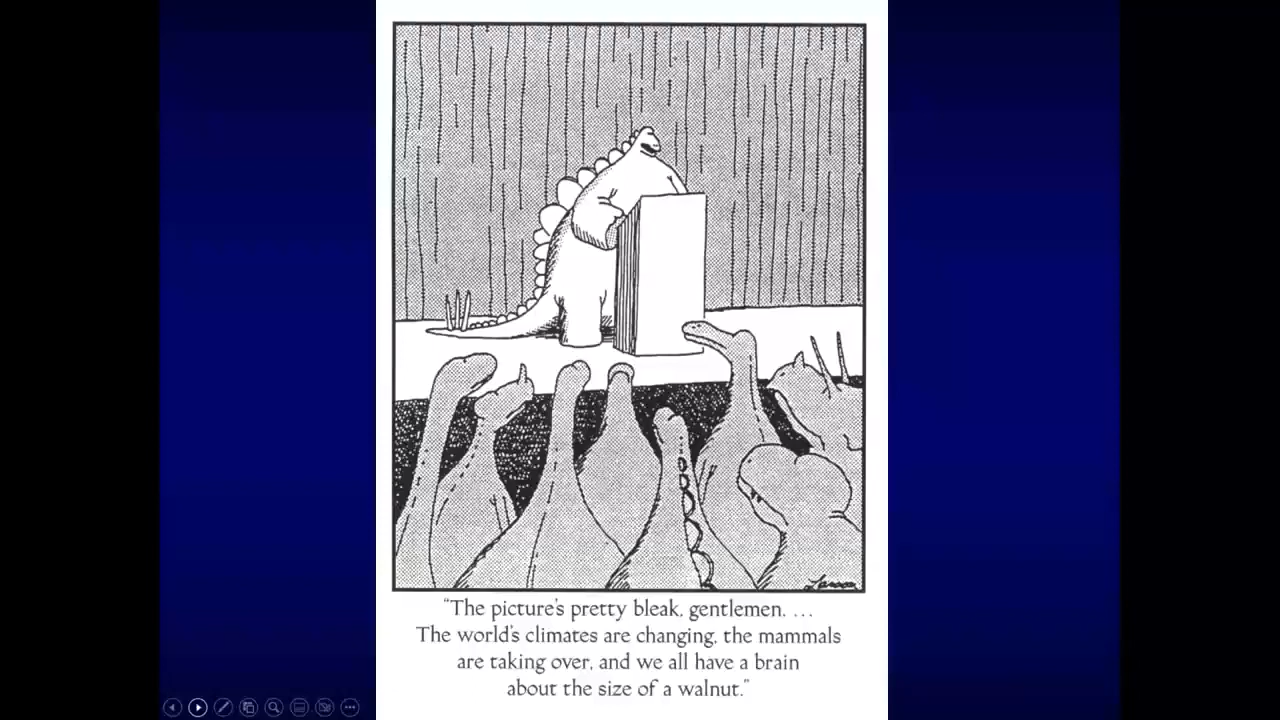 Larson
"The picture's pretty bleak, gentlemen. ...
The world's climates are changing, the mammals
are taking over, and we all have a brain
about the size of a walnut."